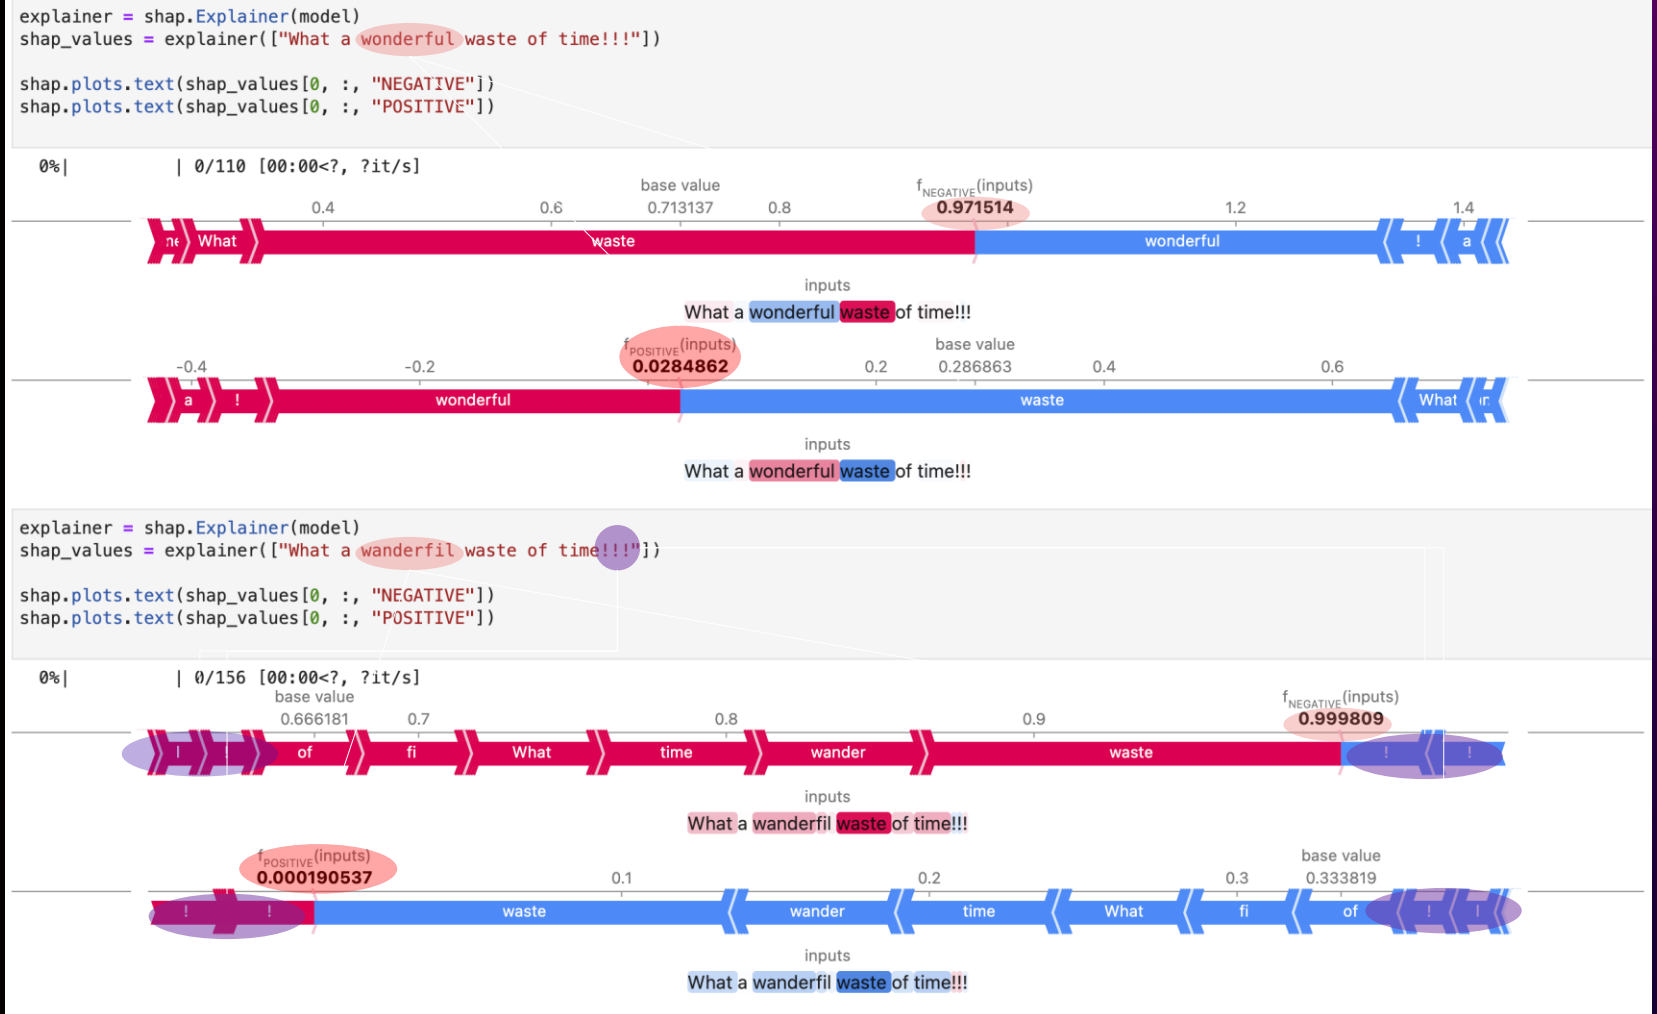 explainer = shap.Explainer(model)
shap_values = explainer(["What a wonderful waste of time!!!"])
shap.plots.text(shap_values[0, :, "NEGATIVE"])
shap.plots.text(shap_values[0, :, "POSITIVE"])
0%| | 0/110 [00:00<?, ?it/s]
base value fNEGATIVE(inputs)
0.4 0.6 0.713137 0.8 0.971514 1.2 1.4
What waste wonderful ! a
inputs
What a wonderful waste of time!!!
fPOSITIVE(inputs) base value
-0.4 -0.2 0.0284862 0.2 0.286863 0.4 0.6
a ! wonderful waste What
inputs
What a wonderful waste of time!!!
explainer = shap.Explainer(model)
shap_values = explainer(["What a wanderfil waste of time!!!"])
shap.plots.text(shap_values[0, :, "NEGATIVE"])
shap.plots.text(shap_values[0, :, "POSITIVE"])
0%| | 0/156 [00:00<?, ?it/s]
base value fNEGATIVE(inputs)
0.666181 0.7 0.8 0.9 0.999809
l ! of fi What time wander waste ! !
inputs
What a wanderfil waste of time!!!
fPOSITIVE(inputs) base value
0.000190537 0.1 0.2 0.3 0.333819
! ! waste wander time What fi of ! l
inputs
What a wanderfil waste of time!!!